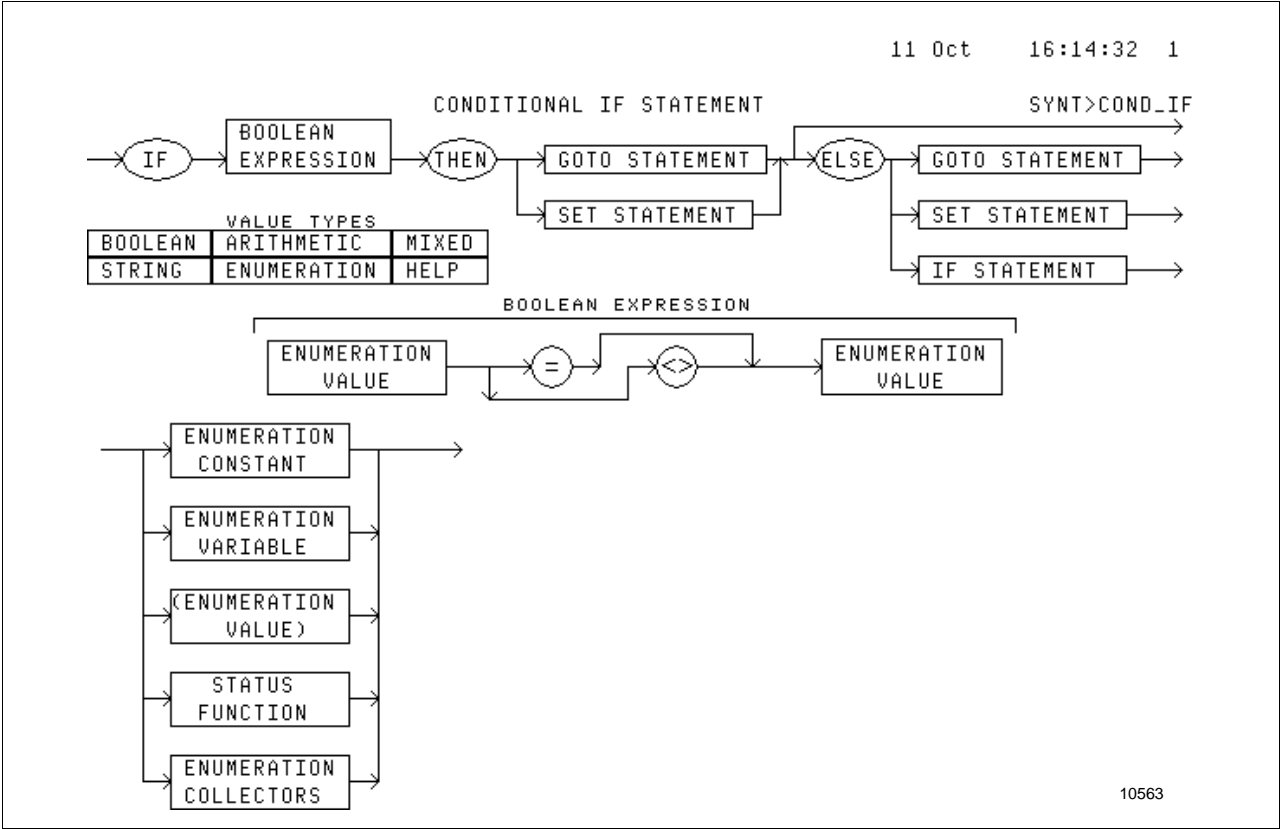 11 Oct 16:14:32 1
CONDITIONAL IF STATEMENT SYNT>COND_IF
IF
BOOLEAN
EXPRESSION
THEN
GOTO STATEMENT
SET STATEMENT
ELSE
GOTO STATEMENT
SET STATEMENT
IF STATEMENT
VALUE TYPES
BOOLEAN ARITHMETIC MIXED
STRING ENUMERATION HELP
BOOLEAN EXPRESSION
ENUMERATION
VALUE
=
<>
ENUMERATION
VALUE
ENUMERATION
CONSTANT
ENUMERATION
VARIABLE
(ENUMERATION
VALUE)
STATUS
FUNCTION
ENUMERATION
COLLECTORS
10563